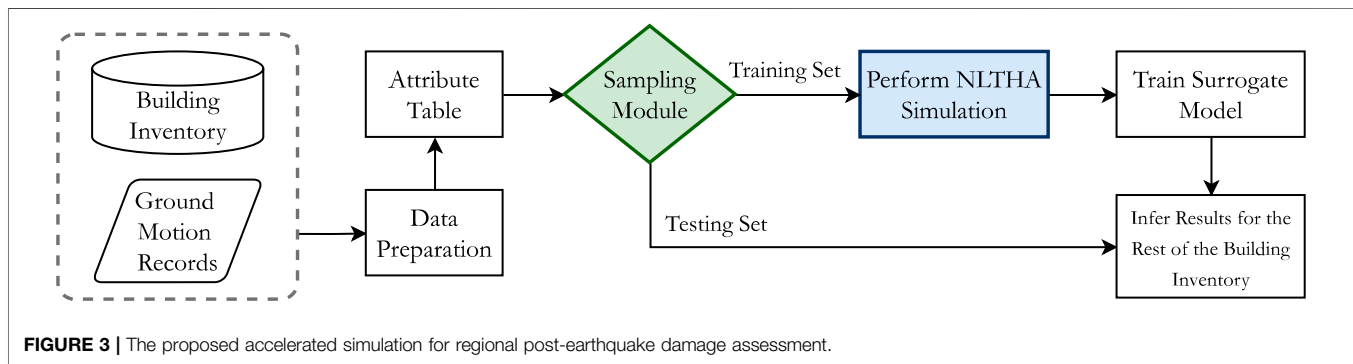 Building
Inventory
Ground
Motion
Records
Attribute
Table
Data
Preparation
Sampling
Module
Training Set
Testing Set
Perform NLTHA
Simulation
Train Surrogate
Model
Infer Results for the
Rest of the Building
Inventory
FIGURE 3 | The proposed accelerated simulation for regional post-earthquake damage assessment.